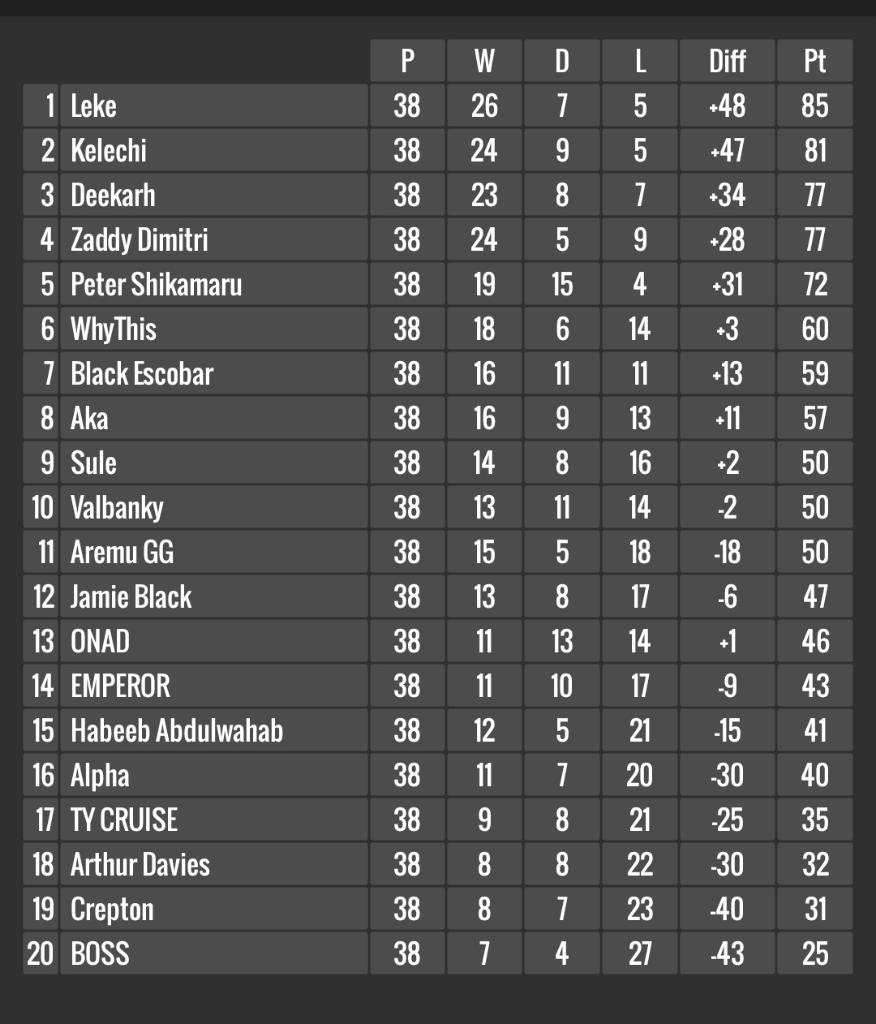 P W D L Diff Pt
1 Leke 38 26 7 5 +48 85
2 Kelechi 38 24 9 5 +47 81
3 Deekarh 38 23 8 7 +34 77
4 Zaddy Dimitri 38 24 5 9 +28 77
5 Peter Shikamaru 38 19 15 4 +31 72
6 WhyThis 38 18 6 14 +3 60
7 Black Escobar 38 16 11 11 +13 59
8 Aka 38 16 9 13 +11 57
9 Sule 38 14 8 16 +2 50
10 Valbanky 38 13 11 14 -2 50
11 Aremu GG 38 15 5 18 -18 50
12 Jamie Black 38 13 8 17 -6 47
13 ONAD 38 11 13 14 +1 46
14 EMPEROR 38 11 10 17 -9 43
15 Habeeb Abdulwahab 38 12 5 21 -15 41
16 Alpha 38 11 7 20 -30 40
17 TY CRUISE 38 9 8 21 -25 35
18 Arthur Davies 38 8 8 22 -30 32
19 Crepton 38 8 7 23 -40 31
20 BOSS 38 7 4 27 -43 25